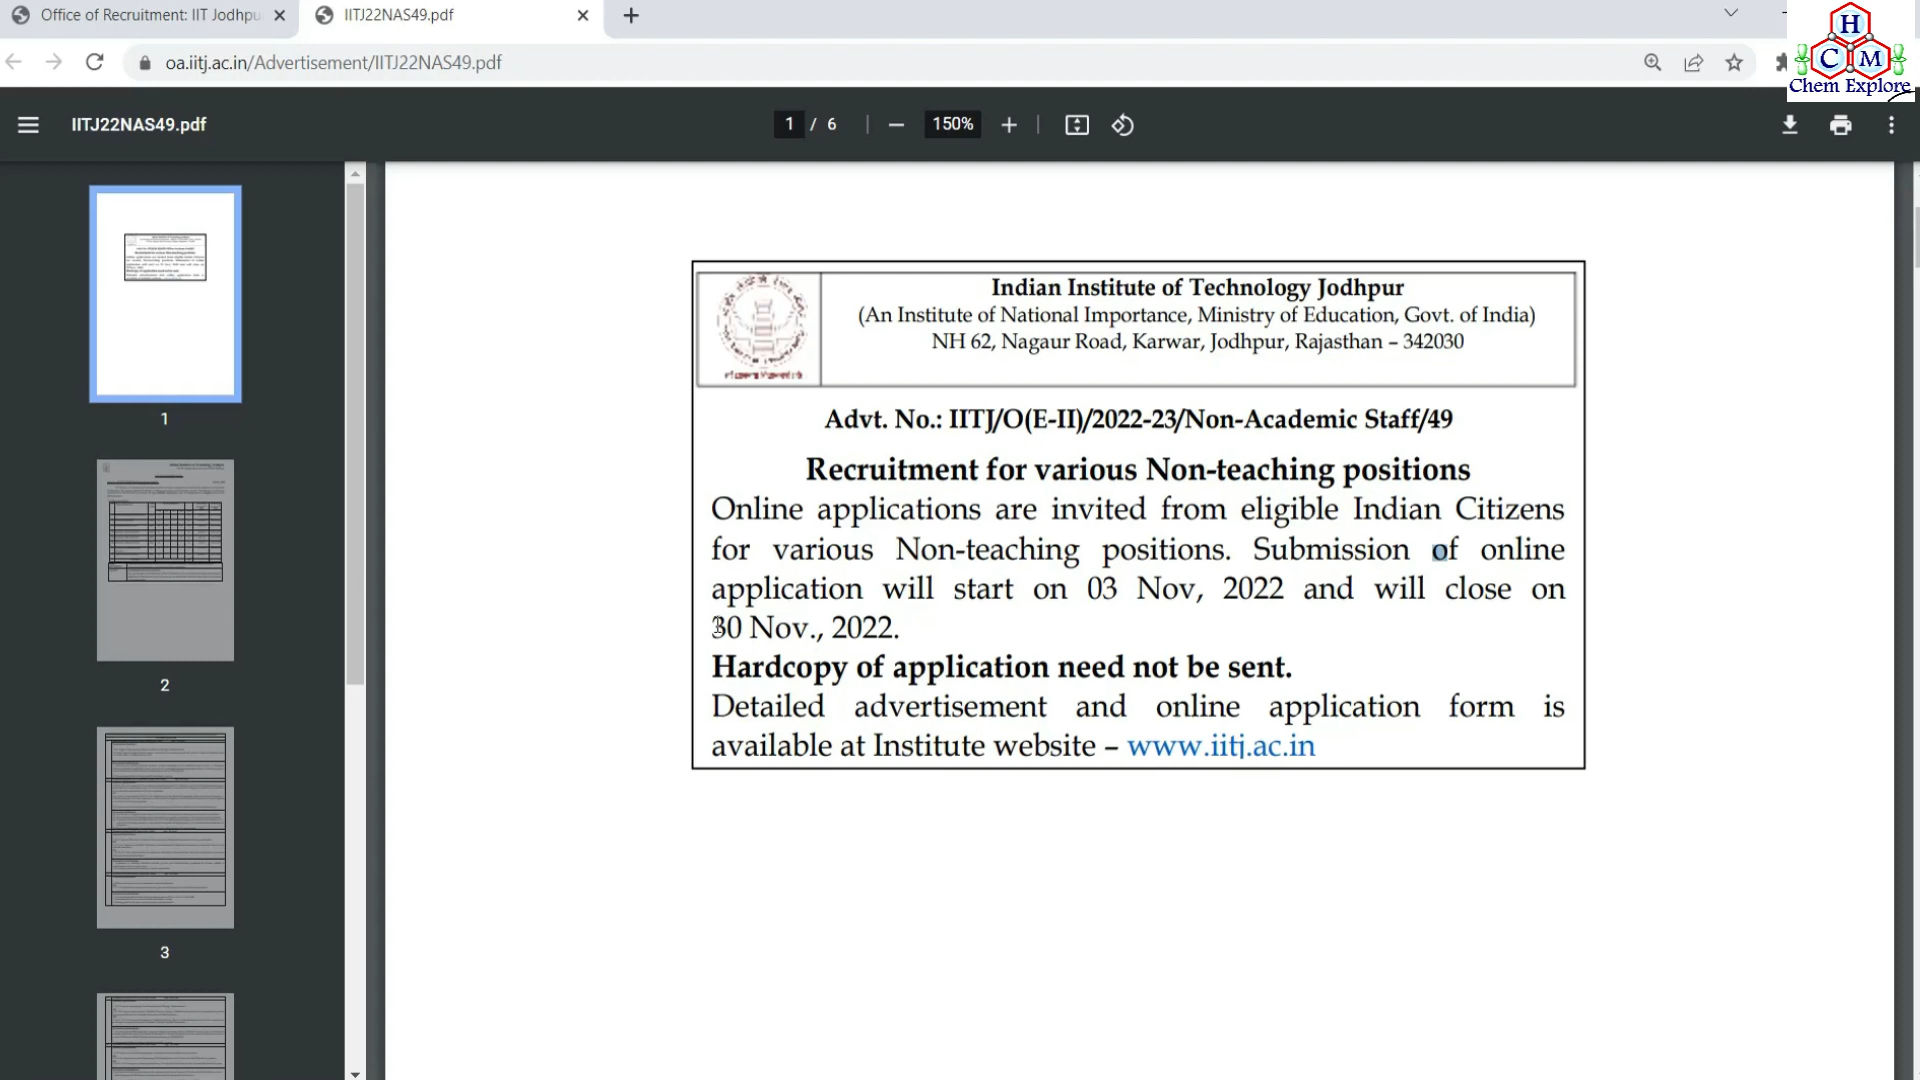 Office of Recruitment: IIT Jodhpu
IITJ22NAS49.pdf
oa.iitj.ac.in/Advertisement/IITJ22NAS49.pdf
H
C M
Chem Explore
IITJ22NAS49.pdf
1 / 6
150%
Indian Institute of Technology Jodhpur
(An Institute of National Importance, Ministry of Education, Govt. of India)
NH 62, Nagaur Road, Karwar, Jodhpur, Rajasthan – 342030
Advt. No.: IITJ/O(E-II)/2022-23/Non-Academic Staff/49
Recruitment for various Non-teaching positions
Online applications are invited from eligible Indian Citizens
for various Non-teaching positions. Submission of online
application will start on 03 Nov, 2022 and will close on
30 Nov., 2022.
Hardcopy of application need not be sent.
Detailed advertisement and online application form is
available at Institute website – www.iitj.ac.in
1
2
3